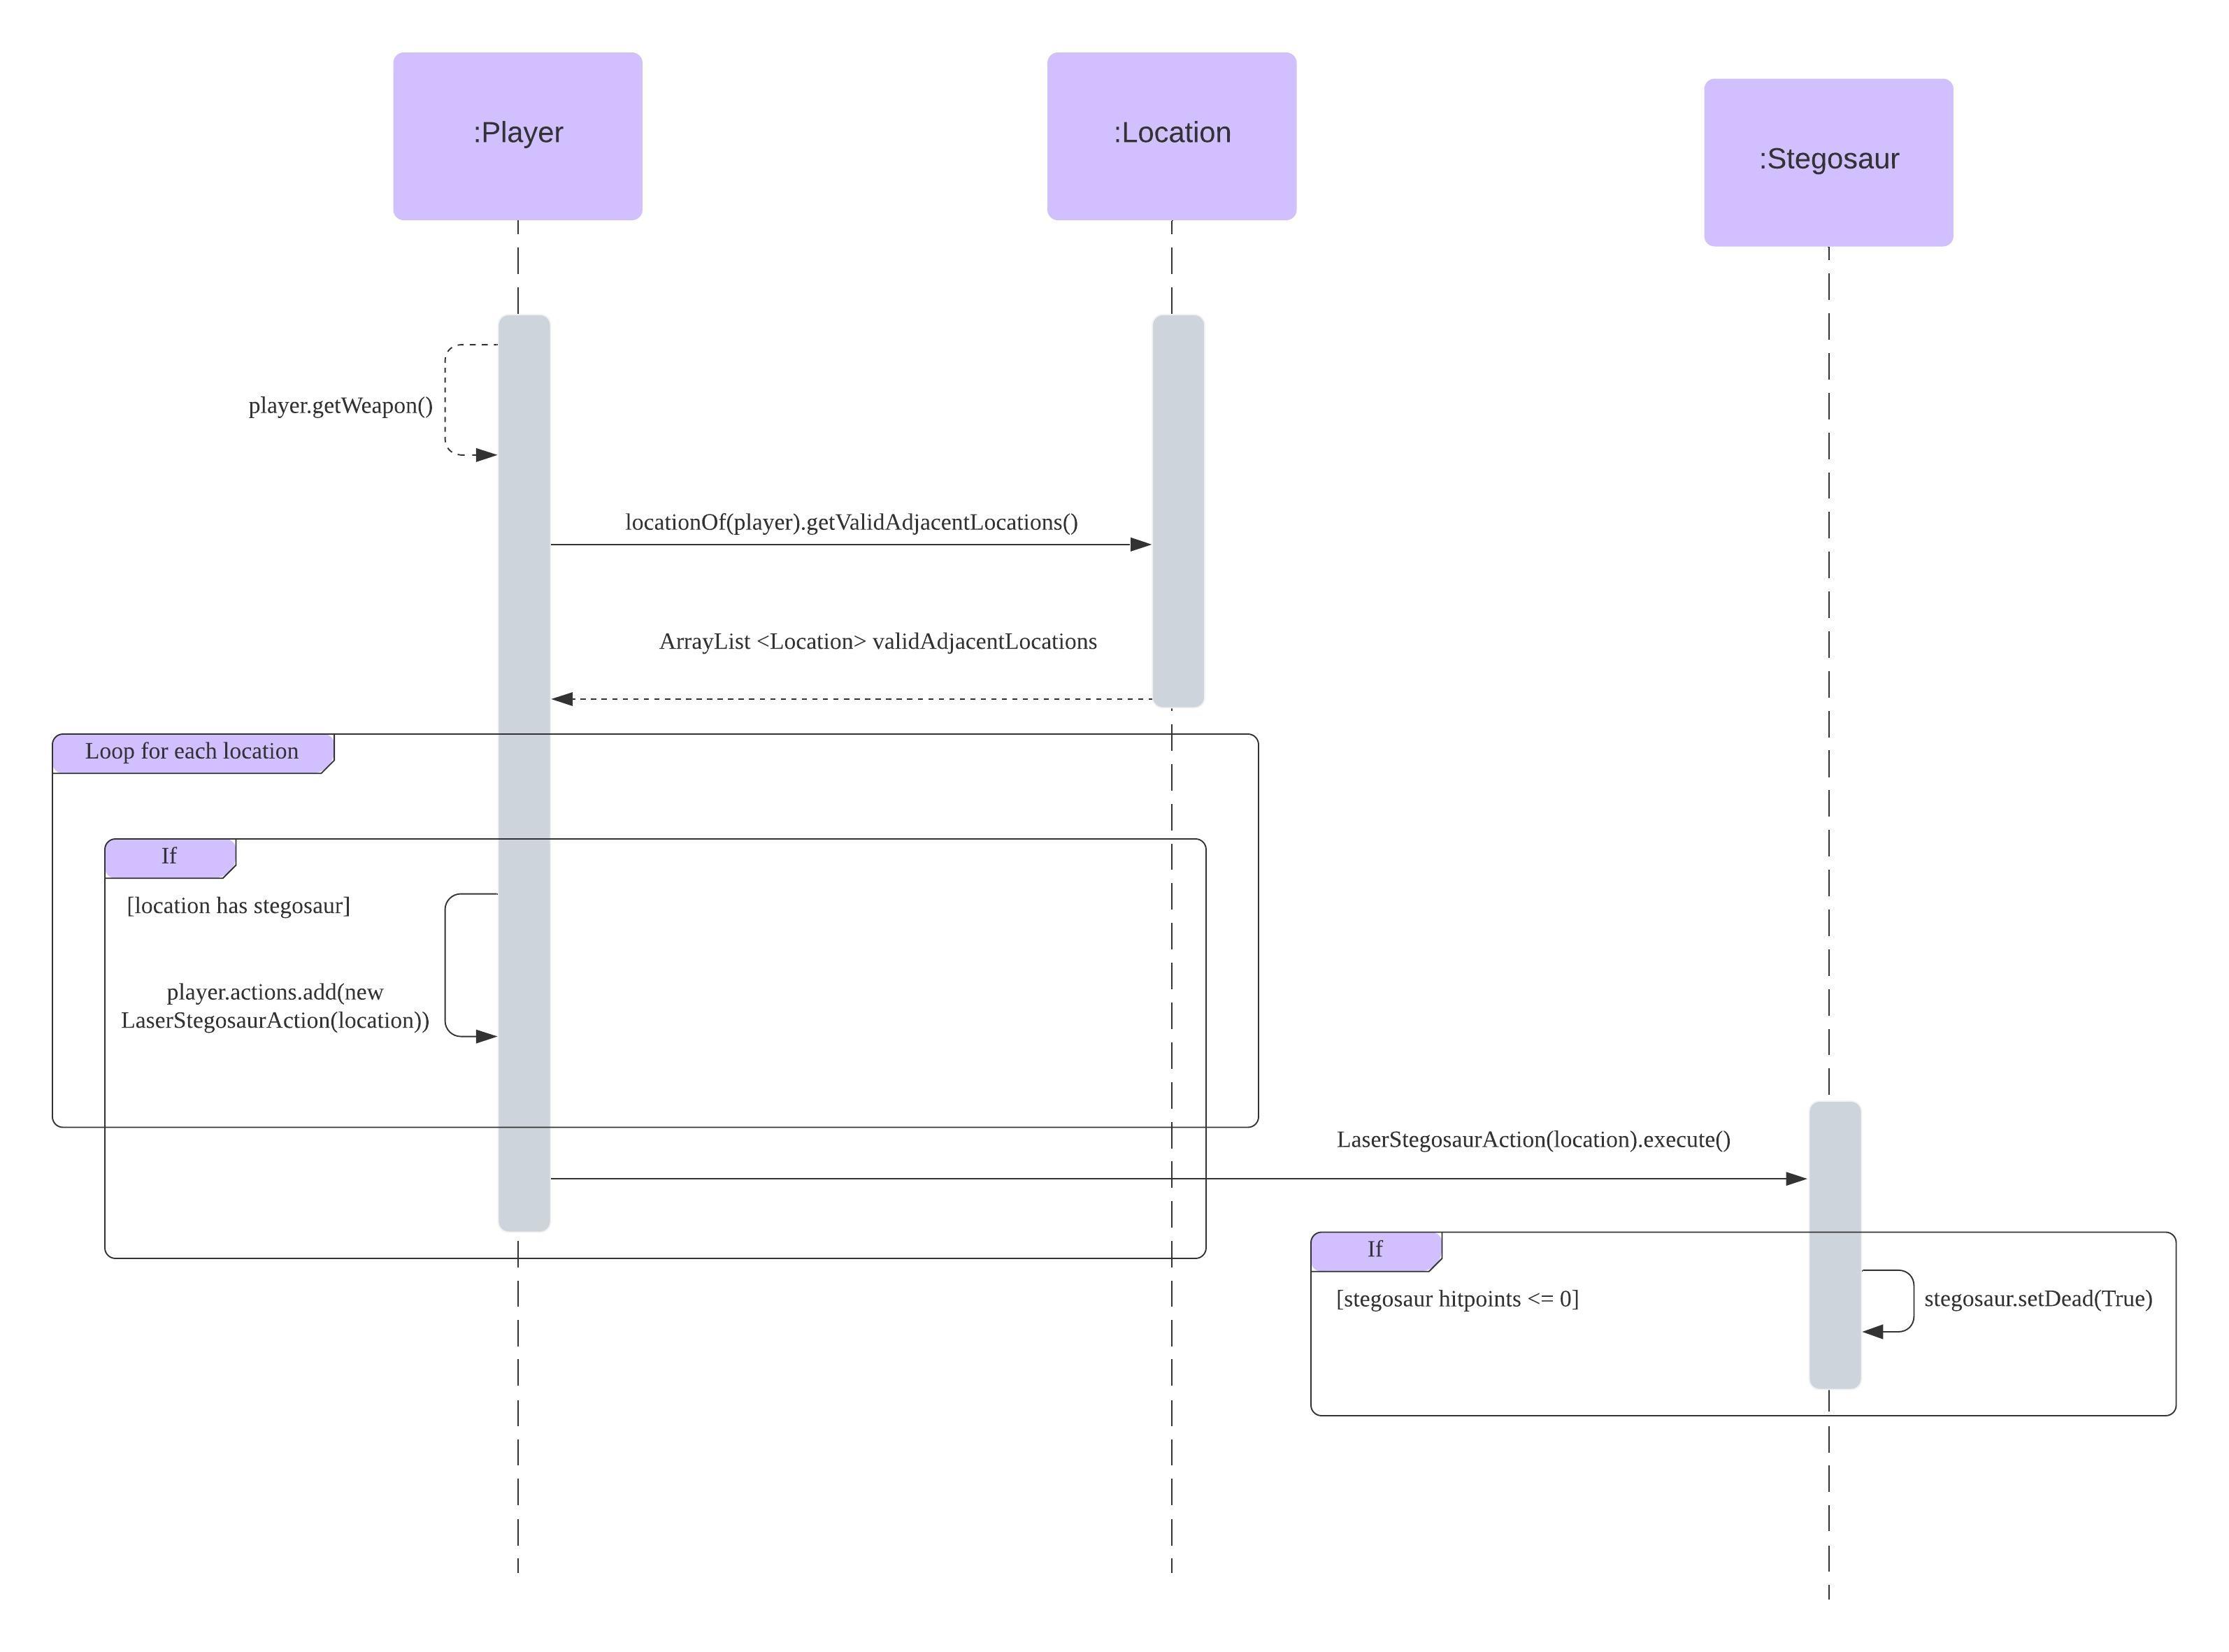 :Player
:Location
:Stegosaur
player.getWeapon()
locationOf(player).getValidAdjacentLocations()
ArrayList <Location> validAdjacentLocations
Loop for each location
If
[location has stegosaur]
player.actions.add(new
LaserStegosaurAction(location))
LaserStegosaurAction(location).execute()
If
[stegosaur hitpoints <= 0]
stegosaur.setDead(True)